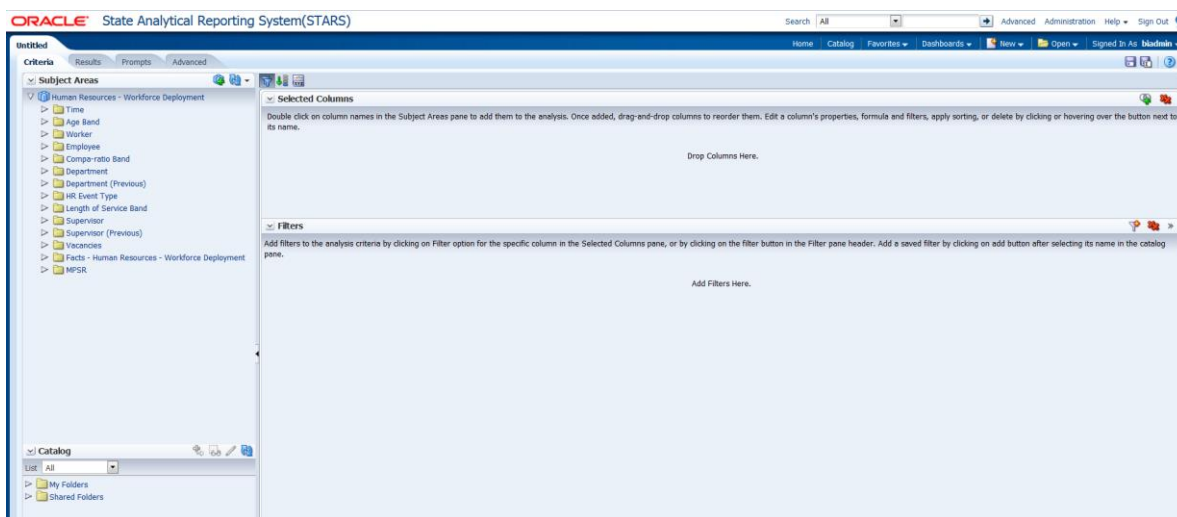 ORACLE State Analytical Reporting System(STARS)
Search All Advanced Administration Help Sign Out
Untitled
Home Catalog Favorites Dashboards New Open Signed In As biadmin
Criteria Results Prompts Advanced
Subject Areas
Human Resources - Workforce Deployment
Time
Age Band
Worker
Employee
Compa-ratio Band
Department
Department (Previous)
HR Event Type
Length of Service Band
Supervisor
Supervisor (Previous)
Vacancies
Facts - Human Resources - Workforce Deployment
MPSR
Catalog
List All
My Folders
Shared Folders
Selected Columns
Double click on column names in the Subject Areas pane to add them to the analysis. Once added, drag-and-drop columns to reorder them. Edit a column's properties, formula and filters, apply sorting, or delete by clicking or hovering over the button next to
its name.
Drop Columns Here.
Filters
Add filters to the analysis criteria by clicking on Filter option for the specific column in the Selected Columns pane, or by clicking on the filter button in the Filter pane header. Add a saved filter by clicking on add button after selecting its name in the catalog
pane.
Add Filters Here.